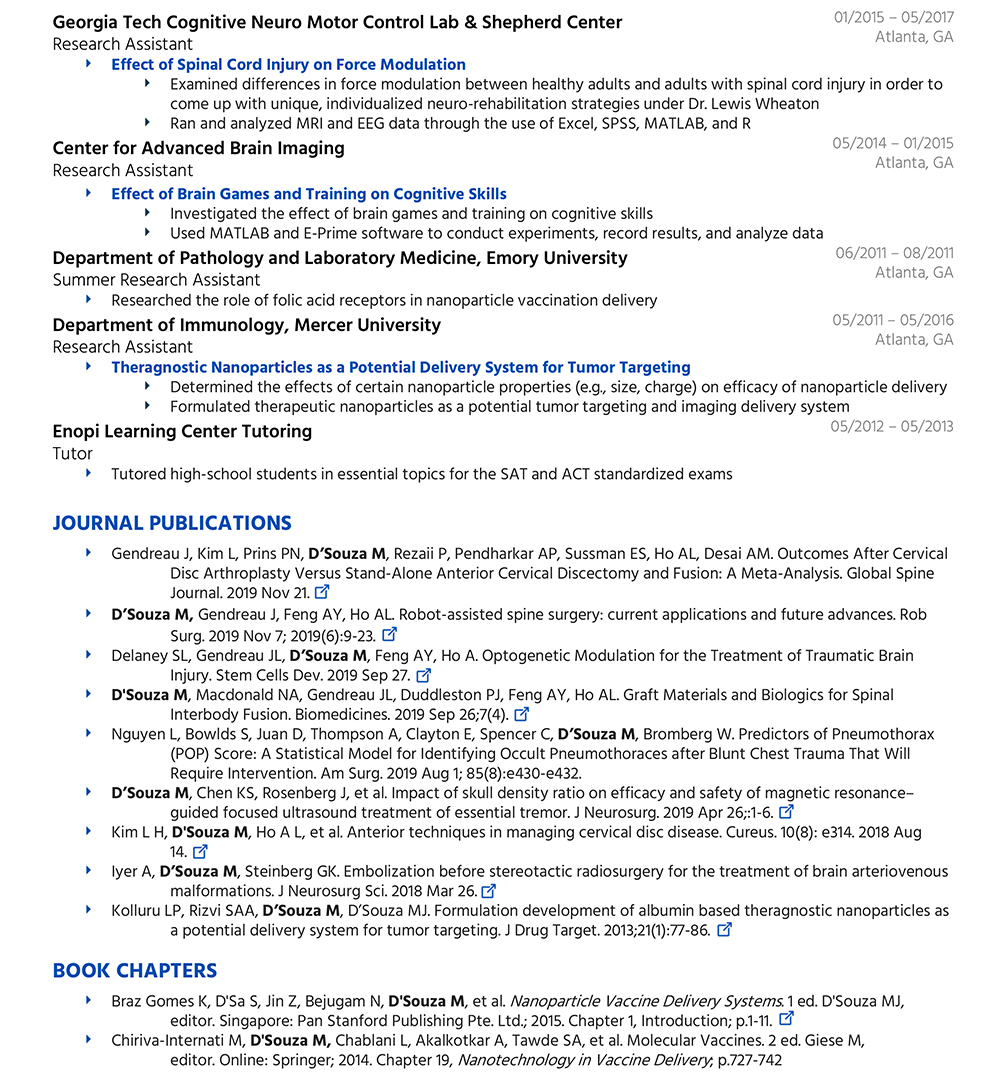 Georgia Tech Cognitive Neuro Motor Control Lab & Shepherd Center
01/2015 – 05/2017
Research Assistant
Atlanta, GA
Effect of Spinal Cord Injury on Force Modulation
Examined differences in force modulation between healthy adults and adults with spinal cord injury in order to
come up with unique, individualized neuro-rehabilitation strategies under Dr. Lewis Wheaton
Ran and analyzed MRI and EEG data through the use of Excel, SPSS, MATLAB, and R
Center for Advanced Brain Imaging
05/2014 – 01/2015
Research Assistant
Atlanta, GA
Effect of Brain Games and Training on Cognitive Skills
Investigated the effect of brain games and training on cognitive skills
Used MATLAB and E-Prime software to conduct experiments, record results, and analyze data
Department of Pathology and Laboratory Medicine, Emory University
06/2011 – 08/2011
Summer Research Assistant
Atlanta, GA
Researched the role of folic acid receptors in nanoparticle vaccination delivery
Department of Immunology, Mercer University
05/2011 – 05/2016
Research Assistant
Atlanta, GA
Theragnostic Nanoparticles as a Potential Delivery System for Tumor Targeting
Determined the effects of certain nanoparticle properties (e.g., size, charge) on efficacy of nanoparticle delivery
Formulated therapeutic nanoparticles as a potential tumor targeting and imaging delivery system
Enopi Learning Center Tutoring
05/2012 – 05/2013
Tutor
Tutored high-school students in essential topics for the SAT and ACT standardized exams
JOURNAL PUBLICATIONS
Gendreau J, Kim L, Prins PN, D’Souza M, Rezaii P, Pendharkar AP, Sussman ES, Ho AL, Desai AM. Outcomes After Cervical
Disc Arthroplasty Versus Stand-Alone Anterior Cervical Discectomy and Fusion: A Meta-Analysis. Global Spine
Journal. 2019 Nov 21.
D’Souza M, Gendreau J, Feng AY, Ho AL. Robot-assisted spine surgery: current applications and future advances. Rob
Surg. 2019 Nov 7; 2019(6):9-23.
Delaney SL, Gendreau JL, D’Souza M, Feng AY, Ho A. Optogenetic Modulation for the Treatment of Traumatic Brain
Injury. Stem Cells Dev. 2019 Sep 27.
D'Souza M, Macdonald NA, Gendreau JL, Duddleston PJ, Feng AY, Ho AL. Graft Materials and Biologics for Spinal
Interbody Fusion. Biomedicines. 2019 Sep 26;7(4).
Nguyen L, Bowlds S, Juan D, Thompson A, Clayton E, Spencer C, D’Souza M, Bromberg W. Predictors of Pneumothorax
(POP) Score: A Statistical Model for Identifying Occult Pneumothoraces after Blunt Chest Trauma That Will
Require Intervention. Am Surg. 2019 Aug 1; 85(8):e430-e432.
D’Souza M, Chen KS, Rosenberg J, et al. Impact of skull density ratio on efficacy and safety of magnetic resonance–
guided focused ultrasound treatment of essential tremor. J Neurosurg. 2019 Apr 26;:1-6.
Kim L H, D'Souza M, Ho A L, et al. Anterior techniques in managing cervical disc disease. Cureus. 10(8): e314. 2018 Aug
14.
Iyer A, D’Souza M, Steinberg GK. Embolization before stereotactic radiosurgery for the treatment of brain arteriovenous
malformations. J Neurosurg Sci. 2018 Mar 26.
Kolluru LP, Rizvi SAA, D’Souza M, D’Souza MJ. Formulation development of albumin based theragnostic nanoparticles as
a potential delivery system for tumor targeting. J Drug Target. 2013;21(1):77-86.
BOOK CHAPTERS
Braz Gomes K, D'Sa S, Jin Z, Bejugam N, D'Souza M, et al. Nanoparticle Vaccine Delivery Systems. 1 ed. D'Souza MJ,
editor. Singapore: Pan Stanford Publishing Pte. Ltd.; 2015. Chapter 1, Introduction; p.1-11.
Chiriva-Internati M, D'Souza M, Chablani L, Akalkotkar A, Tawde SA, et al. Molecular Vaccines. 2 ed. Giese M,
editor. Online: Springer; 2014. Chapter 19, Nanotechnology in Vaccine Delivery; p.727-742